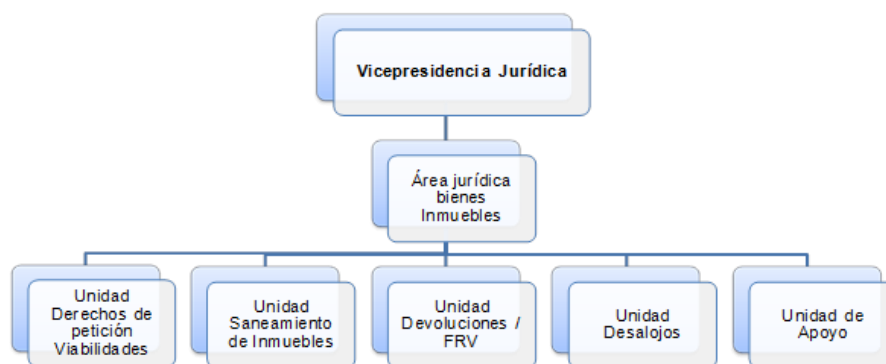 Vicepresidencia Jurídica
Área jurídica
bienes
Inmuebles
Unidad
Derechos de
petición
Viabilidades
Unidad
Saneamiento
de Inmuebles
Unidad
Devoluciones /
FRV
Unidad
Desalojos
Unidad de
Apoyo